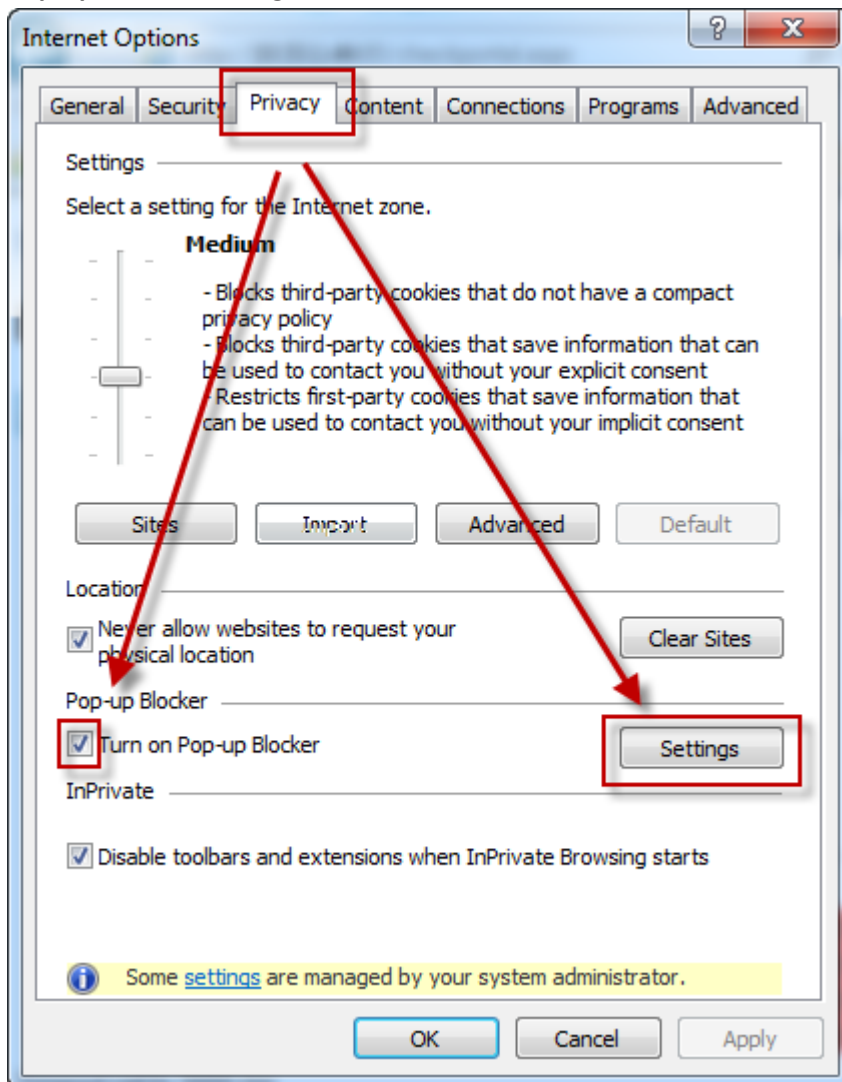 Internet Options
General Security Privacy Content Connections Programs Advanced
Settings
Select a setting for the Internet zone.
Medium
- Blocks third-party cookies that do not have a compact
privacy policy
- Blocks third-party cookies that save information that can
be used to contact you without your explicit consent
- Restricts first-party cookies that save information that
can be used to contact you without your implicit consent
Sites Import Advanced Default
Location
Never allow websites to request your
physical location
Clear Sites
Pop-up Blocker
Turn on Pop-up Blocker
Settings
InPrivate
Disable toolbars and extensions when InPrivate Browsing starts
Some settings are managed by your system administrator.
OK Cancel Apply